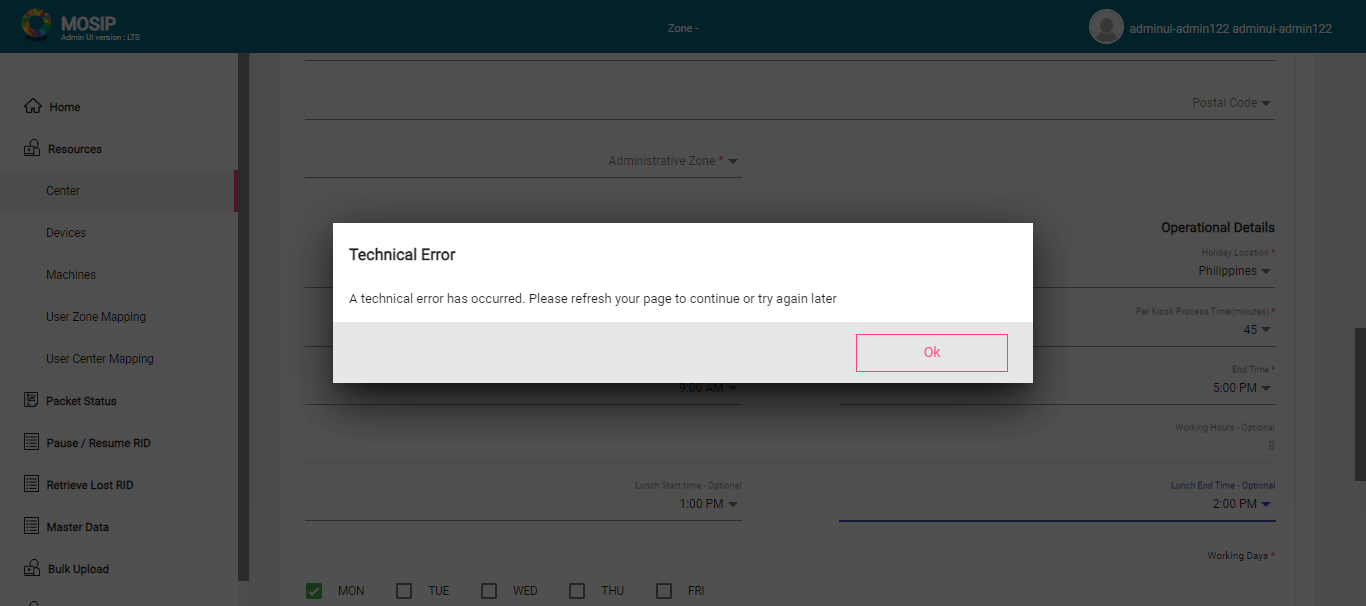 MOSIP
Admin UI version : LTS
Zone -
adminui-admin122 adminui-admin122
Home
Resources
Center
Devices
Machines
User Zone Mapping
User Center Mapping
Packet Status
Pause / Resume RID
Retrieve Lost RID
Master Data
Bulk Upload
Postal Code
Administrative Zone *
Operational Details
Holiday Location *
Philippines
Technical Error
A technical error has occurred. Please refresh your page to continue or try again later
Ok
Per Kiosk Process Time(minutes) *
45
9:00 AM
End Time *
5:00 PM
Working Hours - Optional
8
Lunch Start time - Optional
1:00 PM
Lunch End Time - Optional
2:00 PM
Working Days *
MON TUE WED THU FRI